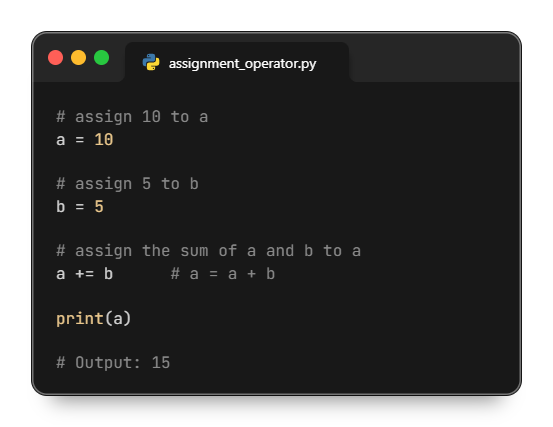 assignment_operator.py
# assign 10 to a
a = 10
# assign 5 to b
b = 5
# assign the sum of a and b to a
a += b      # a = a + b
print(a)
# Output: 15